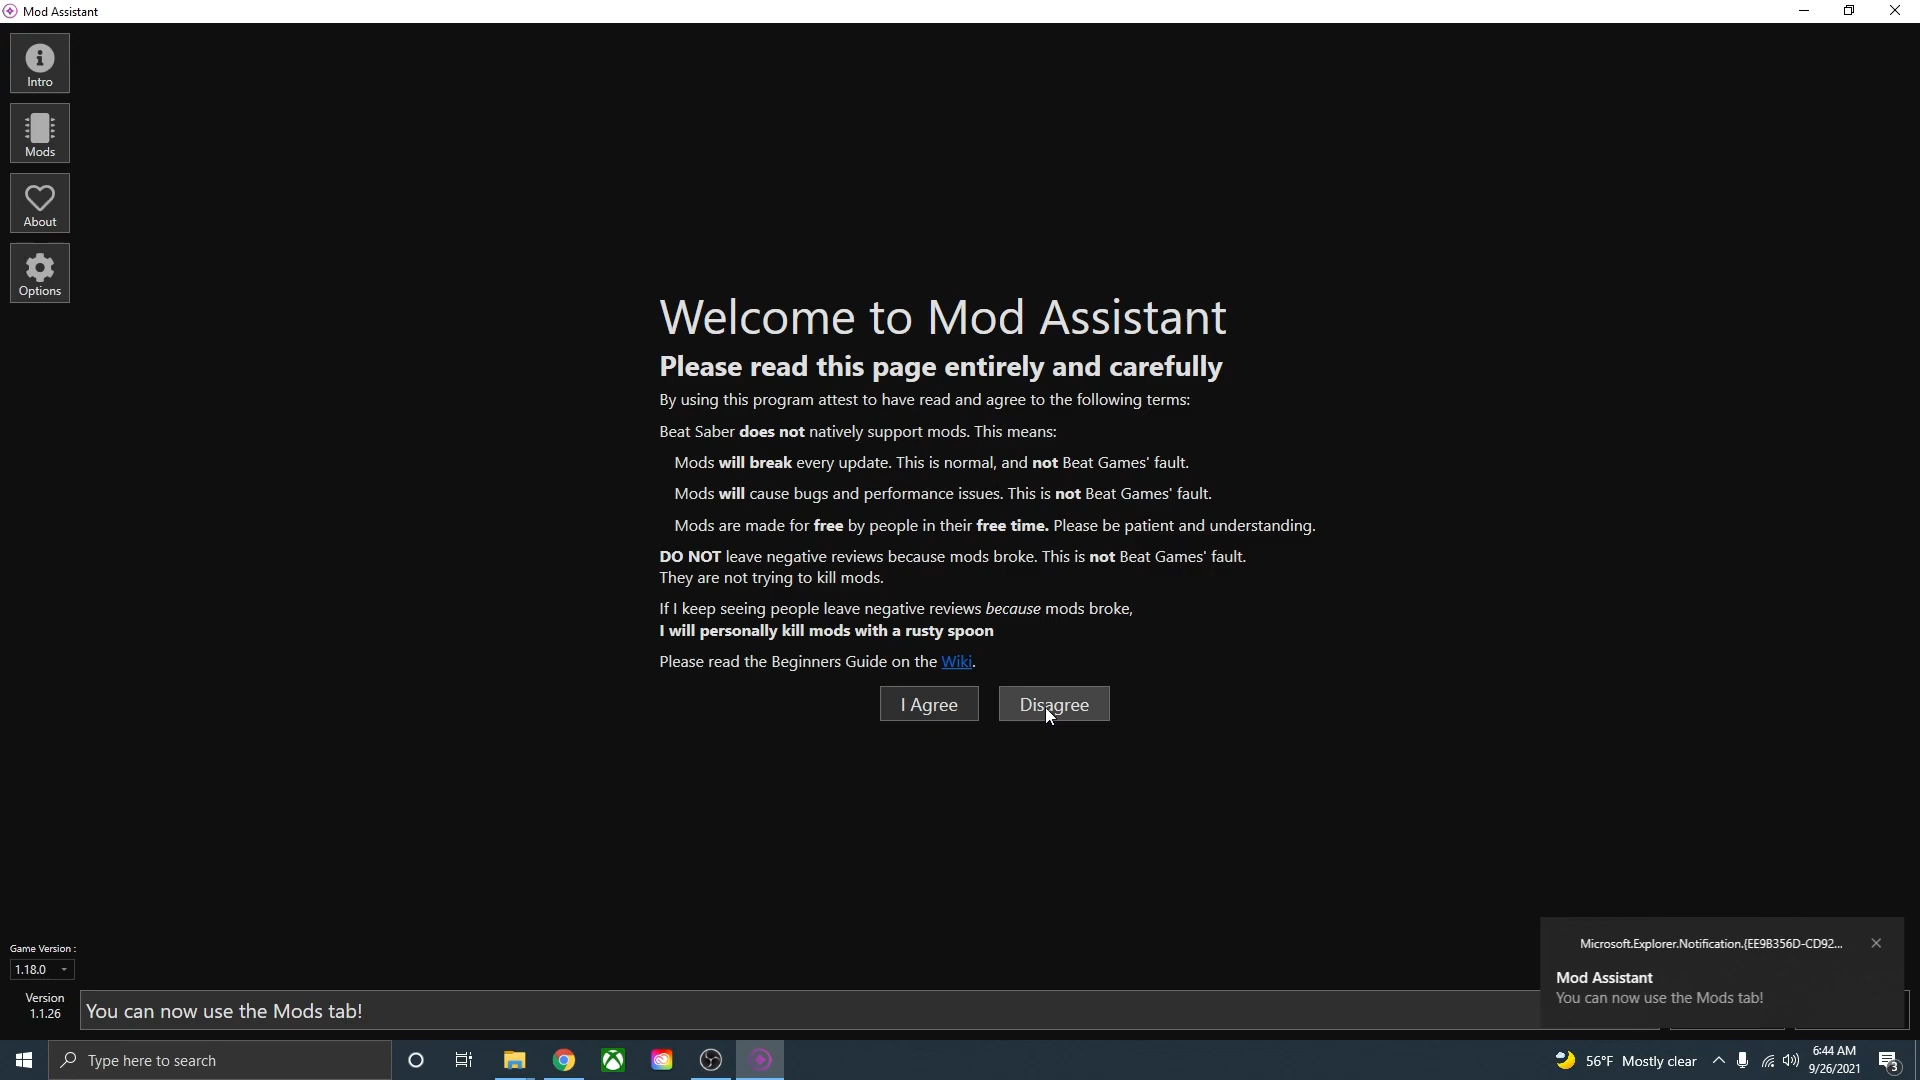 Mod Assistant
Intro
Mods
About
Options
Welcome to Mod Assistant
Please read this page entirely and carefully
By using this program attest to have read and agree to the following terms:
Beat Saber does not natively support mods. This means:
Mods will break every update. This is normal, and not Beat Games' fault.
Mods will cause bugs and performance issues. This is not Beat Games' fault.
Mods are made for free by people in their free time. Please be patient and understanding.
DO NOT leave negative reviews because mods broke. This is not Beat Games' fault.
They are not trying to kill mods.
If I keep seeing people leave negative reviews because mods broke,
I will personally kill mods with a rusty spoon
Please read the Beginners Guide on the Wiki.
I Agree
Disagree
Game Version :
1.18.0
Version
1.1.26
You can now use the Mods tab!
Microsoft.Explorer.Notification.{EE9B356D-CD92...
Mod Assistant
You can now use the Mods tab!
Type here to search
56°F Mostly clear
6:44 AM
9/26/2021
3